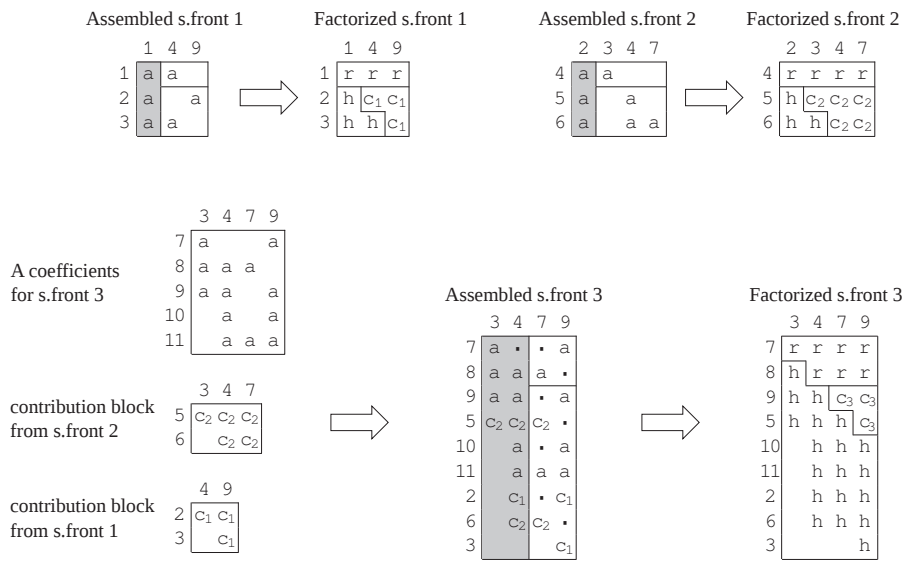 Assembled s.front 1
1 4 9
1 a a
2 a a
3 a a
Factorized s.front 1
1 4 9
1 r r r
2 h c1 c1
3 h h c1
Assembled s.front 2
2 3 4 7
4 a a
5 a a
6 a a a
Factorized s.front 2
2 3 4 7
4 r r r r
5 h c2 c2 c2
6 h h c2 c2
A coefficients
for s.front 3
3 4 7 9
7 a a
8 a a a
9 a a a
10 a a
11 a a a
contribution block
from s.front 2
3 4 7
5 c2 c2 c2
6 c2 c2
contribution block
from s.front 1
4 9
2 c1 c1
3 c1
Assembled s.front 3
3 4 7 9
7 a · · a
8 a a a ·
9 a a · a
5 c2 c2 c2 ·
10 a · a
11 a a a
2 c1 · c1
6 c2 c2 ·
3 c1
Factorized s.front 3
3 4 7 9
7 r r r r
8 h r r r
9 h h c3 c3
5 h h h c3
10 h h h
11 h h h
2 h h h
6 h h h
3 h